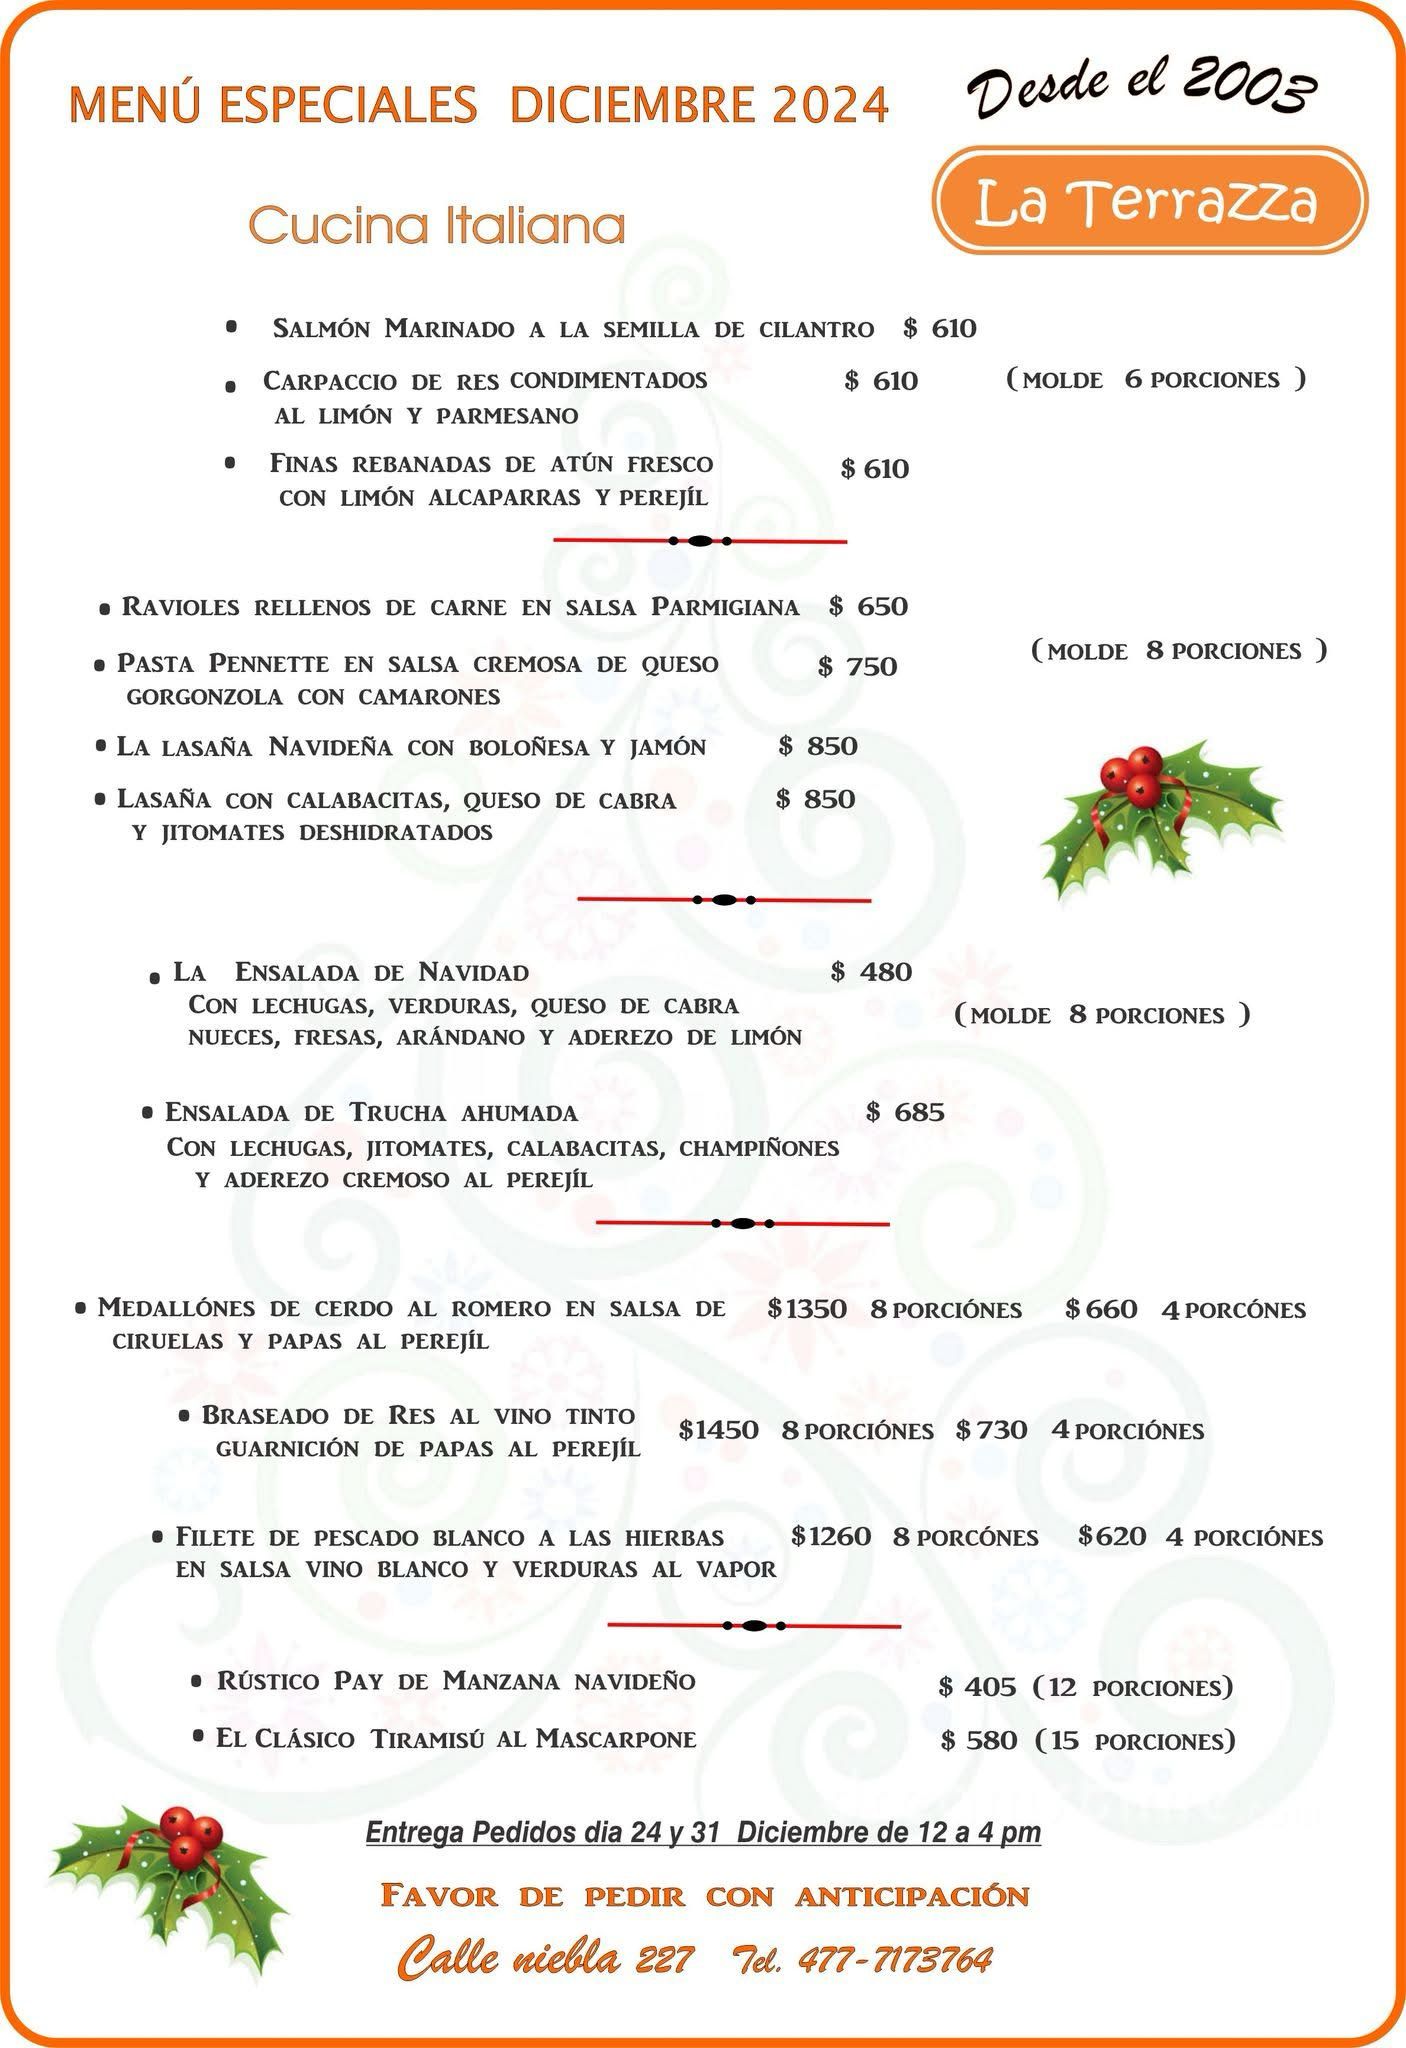 MENÚ ESPECIALES DICIEMBRE 2024
Desde el 2003
La Terrazza
Cucina Italiana
• Salmón Marinado a la semilla de cilantro $ 610
• Carpaccio de res condimentados $ 610 (molde 6 porciones )
al limón y parmesano
• Finas rebanadas de atún fresco $ 610
con limón alcaparras y perejíl
• Ravioles rellenos de carne en salsa Parmigiana $ 650
(molde 8 porciones )
• Pasta Pennette en salsa cremosa de queso $ 750
gorgonzola con camarones
• La lasaña Navideña con boloñesa y jamón $ 850
• Lasaña con calabacitas, queso de cabra $ 850
y jitomates deshidratados
• La Ensalada de Navidad $ 480
Con lechugas, verduras, queso de cabra
(molde 8 porciones )
nueces, fresas, arándano y aderezo de limón
• Ensalada de Trucha ahumada $ 685
Con lechugas, jitomates, calabacitas, champiñones
y aderezo cremoso al perejíl
• Medallónes de cerdo al romero en salsa de $1350 8 porciónes $660 4 porcónes
ciruelas y papas al perejíl
• Braseado de Res al vino tinto $1450 8 porciónes $730 4 porciónes
guarnición de papas al perejíl
• Filete de pescado blanco a las hierbas $1260 8 porcónes $620 4 porciónes
en salsa vino blanco y verduras al vapor
• Rústico Pay de Manzana navideño $ 405 (12 porciones)
• El Clásico Tiramisú al Mascarpone $ 580 (15 porciones)
Entrega Pedidos dia 24 y 31 Diciembre de 12 a 4 pm
Favor de pedir con anticipación
Calle niebla 227 Tel. 477-7173764